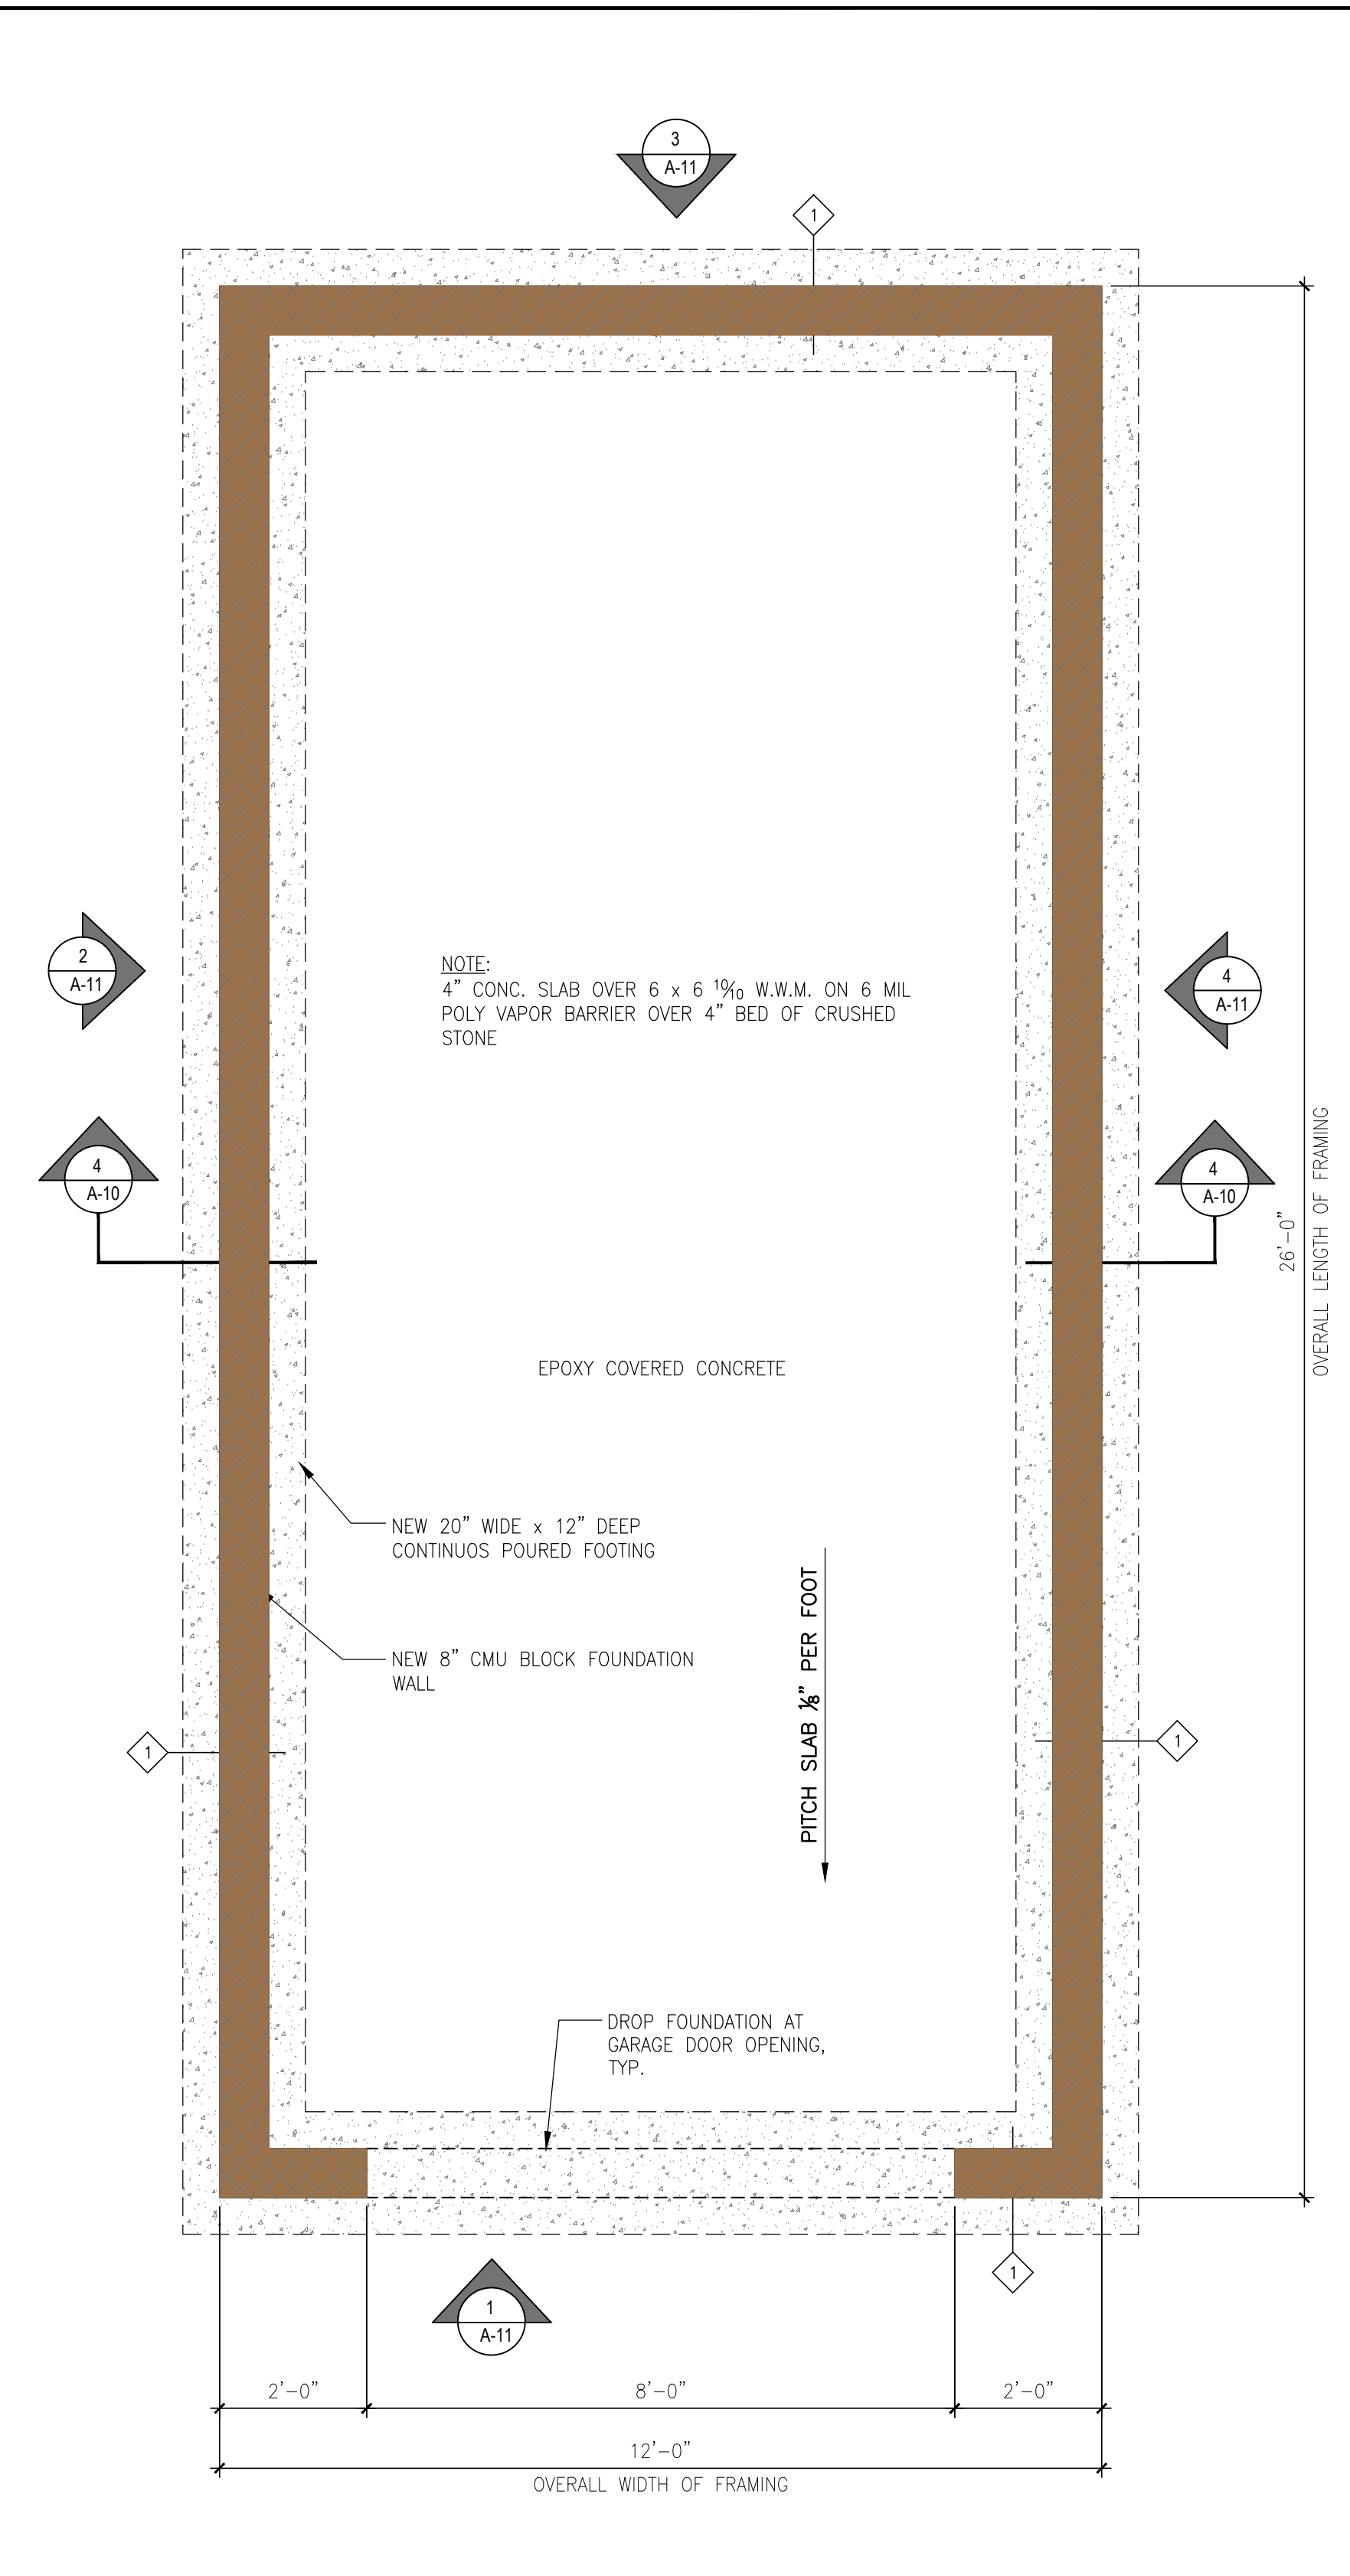 3
A-11
1
NOTE:
4" CONC. SLAB OVER 6 x 6 10/10 W.W.M. ON 6 MIL
POLY VAPOR BARRIER OVER 4" BED OF CRUSHED
STONE
2
A-11
4
A-11
4
A-10
4
A-10
26'-0"
OVERALL LENGTH OF FRAMING
EPOXY COVERED CONCRETE
NEW 20" WIDE x 12" DEEP
CONTINUOS POURED FOOTING
NEW 8" CMU BLOCK FOUNDATION
WALL
PITCH SLAB 1/8" PER FOOT
1
1
DROP FOUNDATION AT
GARAGE DOOR OPENING,
TYP.
1
1
A-11
2'-0"
8'-0"
2'-0"
12'-0"
OVERALL WIDTH OF FRAMING